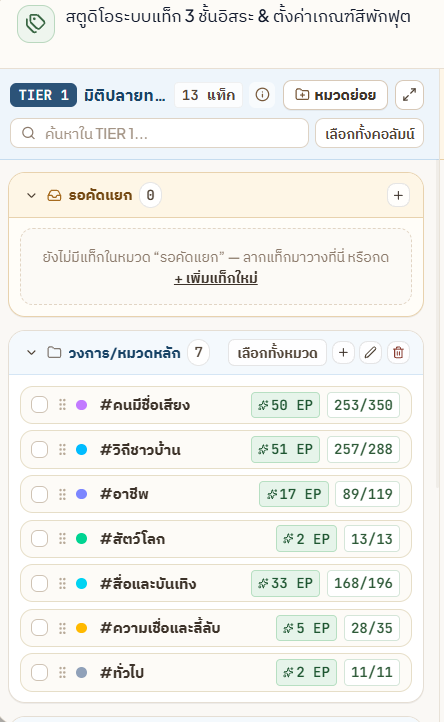 สตูดิโอระบบแท็ก 3 ชั้นอิสระ & ตั้งค่าเกณฑ์สีพักฟุต
TIER 1 มิติปลายท... 13 แท็ก หมวดย่อย
ค้นหาใน TIER 1... เลือกทั้งคอลัมน์
รอคัดแยก 0
ยังไม่มีแท็กในหมวด “รอคัดแยก” — ลากแท็กมาวางที่นี่ หรือกด
+ เพิ่มแท็กใหม่
วงการ/หมวดหลัก 7 เลือกทั้งหมวด
#คนมีชื่อเสียง 50 EP 253/350
#วิถีชาวบ้าน 51 EP 257/288
#อาชีพ 17 EP 89/119
#สัตว์โลก 2 EP 13/13
#สื่อและบันเทิง 33 EP 168/196
#ความเชื่อและลี้ลับ 5 EP 28/35
#ทั่วไป 2 EP 11/11